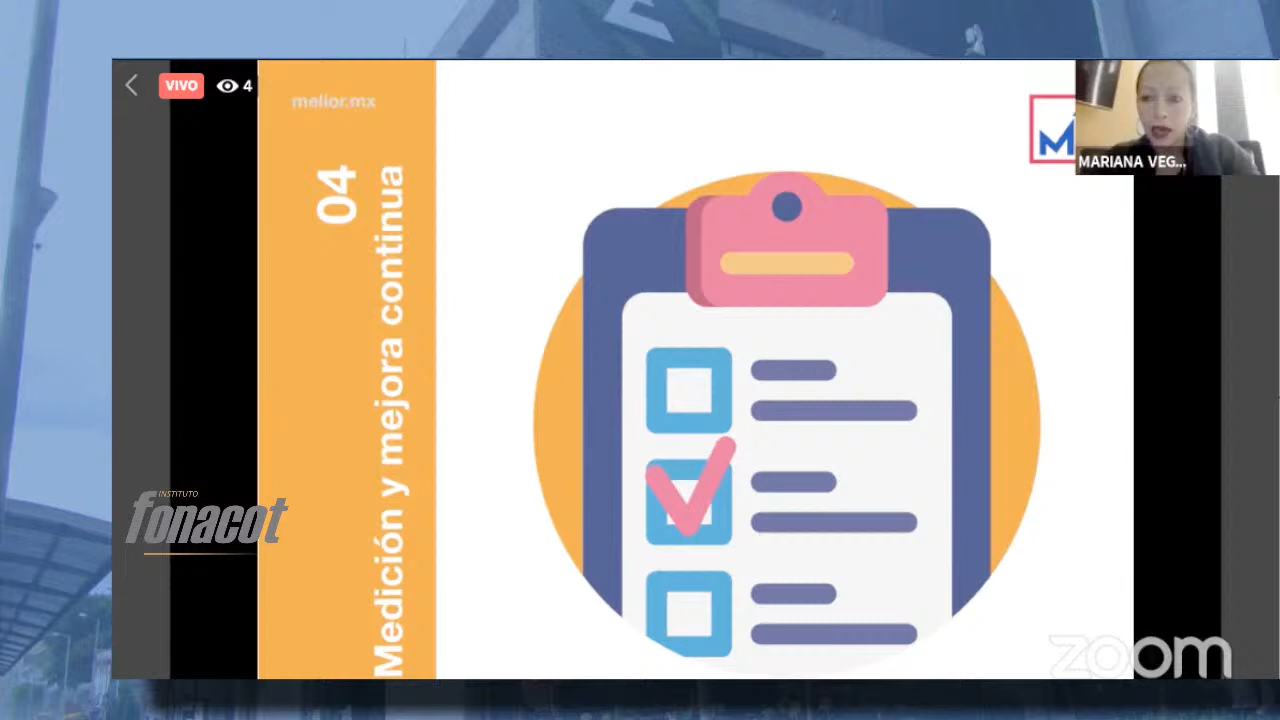 VIVO
4
melior.mx
04
Medición y mejora continua
M
MARIANA VEG...
INSTITUTO
fonacot
zoom